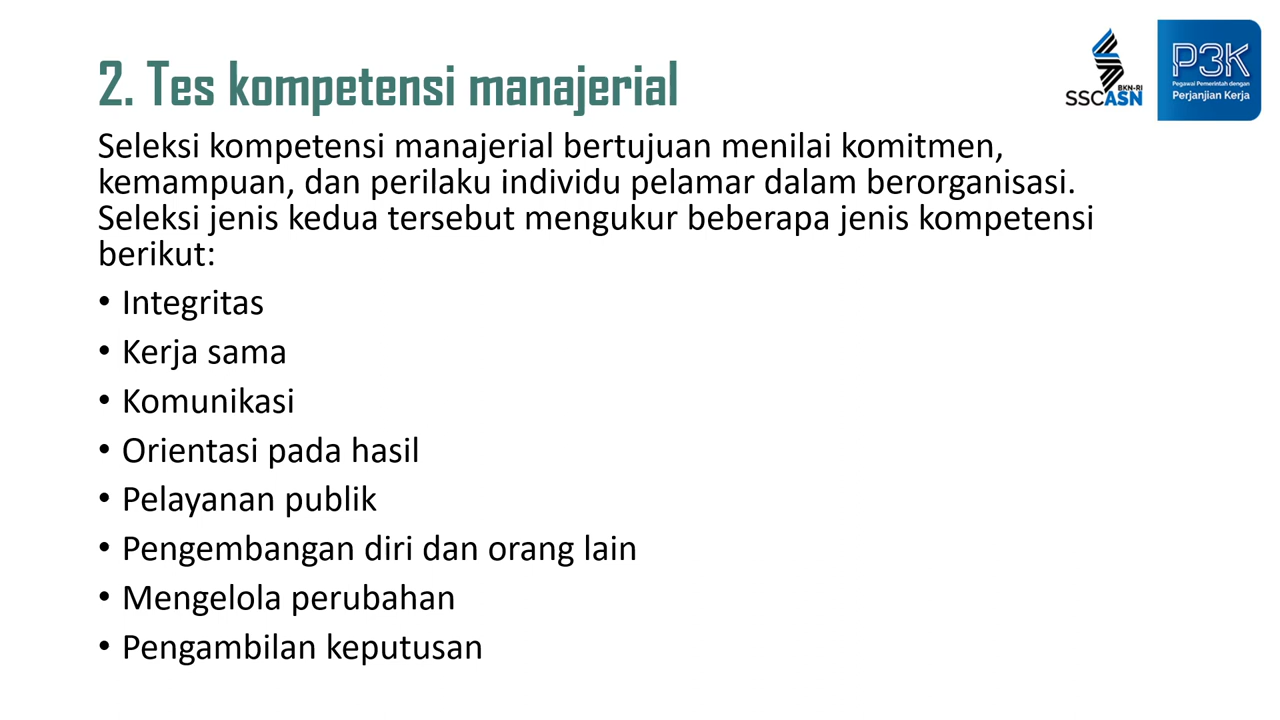 2. Tes kompetensi manajerial
BKN-RI
SSCASN
P3K
Pegawai Pemerintah dengan
Perjanjian Kerja
Seleksi kompetensi manajerial bertujuan menilai komitmen,
kemampuan, dan perilaku individu pelamar dalam berorganisasi.
Seleksi jenis kedua tersebut mengukur beberapa jenis kompetensi
berikut:
• Integritas
• Kerja sama
• Komunikasi
• Orientasi pada hasil
• Pelayanan publik
• Pengembangan diri dan orang lain
• Mengelola perubahan
• Pengambilan keputusan